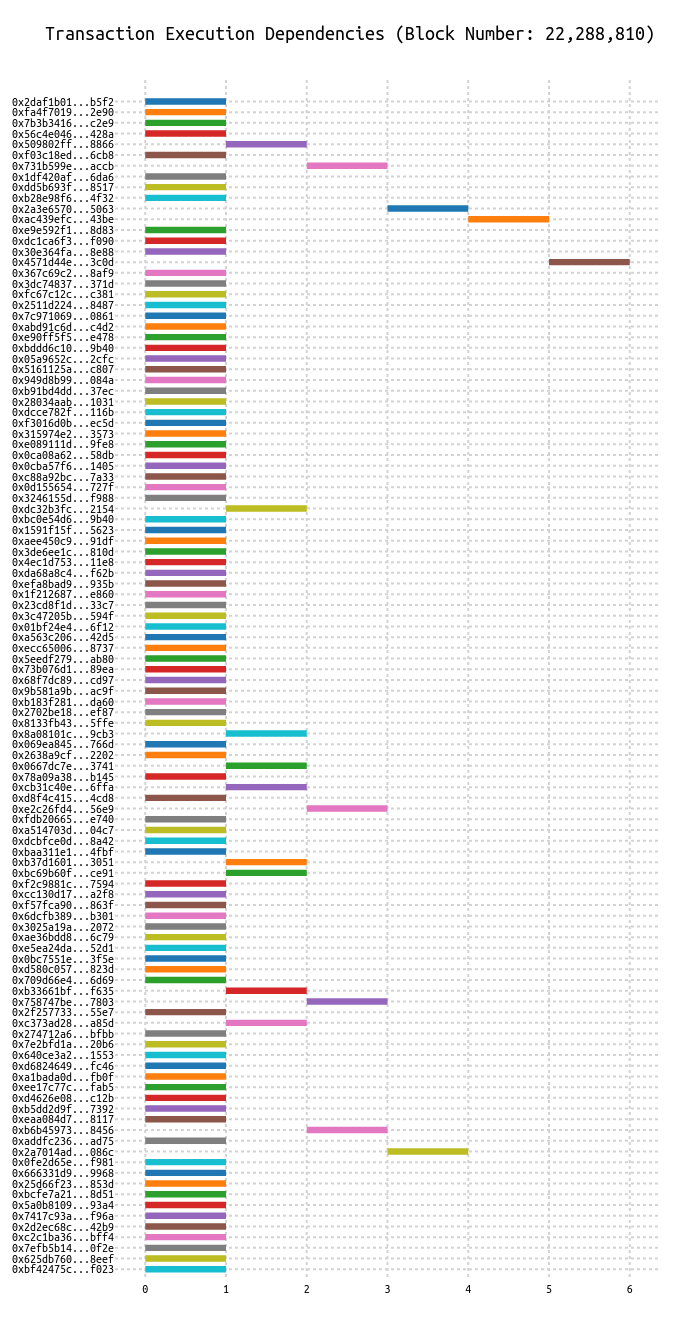 Transaction Execution Dependencies (Block Number: 22,288,810)
0x2daf1b01...b5f2
0xfa4f7019...2e90
0x7b3b3416...c2e9
0x56c4e046...428a
0x509802ff...8866
0xf03c18ed...6cb8
0x731b599e...accb
0x1df420af...6da6
0xdd5b693f...8517
0xb28e98f6...4f32
0x2a3e6570...5063
0xac439efc...43be
0xe9e592f1...8d83
0xdc1ca6f3...f090
0x30e364fa...8e88
0x4571d44e...3c0d
0x367c69c2...8af9
0x3dc74837...371d
0xfc67c12c...c381
0x2511d224...8487
0x7c971069...0861
0xabd91c6d...c4d2
0xe90ff5f5...e478
0xbddd6c10...9b40
0x05a9652c...2cfc
0x5161125a...c807
0x949d8b99...084a
0xb91bd4dd...37ec
0x28034aab...1031
0xdcce782f...116b
0xf3016d0b...ec5d
0x315974e2...3573
0xe089111d...9fe8
0x0ca08a62...58db
0x0cba57f6...1405
0xc88a92bc...7a33
0x0d155654...727f
0x3246155d...f988
0xdc32b3fc...2154
0xbc0e54d6...9b40
0x1591f15f...5623
0xaee450c9...91df
0x3de6ee1c...810d
0x4ec1d753...11e8
0xda68a8c4...f62b
0xefa8bad9...935b
0x1f212687...e860
0x23cd8f1d...33c7
0x3c47205b...594f
0x01bf24e4...6f12
0xa563c206...42d5
0xecc65006...8737
0x5eedf279...ab80
0x73b076d1...89ea
0x68f7dc89...cd97
0x9b581a9b...ac9f
0xb183f281...da60
0x2702be18...ef87
0x8133fb43...5ffe
0x8a08101c...9cb3
0x069ea845...766d
0x2638a9cf...2202
0x0667dc7e...3741
0x78a09a38...b145
0xcb31c40e...6ffa
0xd8f4c415...4cd8
0xe2c26fd4...56e9
0xfdb20665...e740
0xa514703d...04c7
0xdcbfce0d...8a42
0xbaa311e1...4fbf
0xb37d1601...3051
0xbc69b60f...ce91
0xf2c9881c...7594
0xcc130d17...a2f8
0xf57fca90...863f
0x6dcfb389...b301
0x3025a19a...2072
0xae36bdd8...6c79
0xe5ea24da...52d1
0x0bc7551e...3f5e
0xd580c057...823d
0x709d66e4...6d69
0xb33661bf...f635
0x758747be...7803
0x2f257733...55e7
0xc373ad28...a85d
0x274712a6...bfbb
0x7e2bfd1a...20b6
0x640ce3a2...1553
0xd6824649...fc46
0xa1bada0d...fb0f
0xee17c77c...fab5
0xd4626e08...c12b
0xb5dd2d9f...7392
0xeaa084d7...8117
0xb6b45973...8456
0xaddfc236...ad75
0x2a7014ad...086c
0x0fe2d65e...f981
0x666331d9...9968
0x25d66f23...853d
0xbcfe7a21...8d51
0x5a0b8109...93a4
0x7417c93a...f96a
0x2d2ec68c...42b9
0xc2c1ba36...bff4
0x7efb5b14...0f2e
0x625db760...8eef
0xbf42475c...f023
0 1 2 3 4 5 6